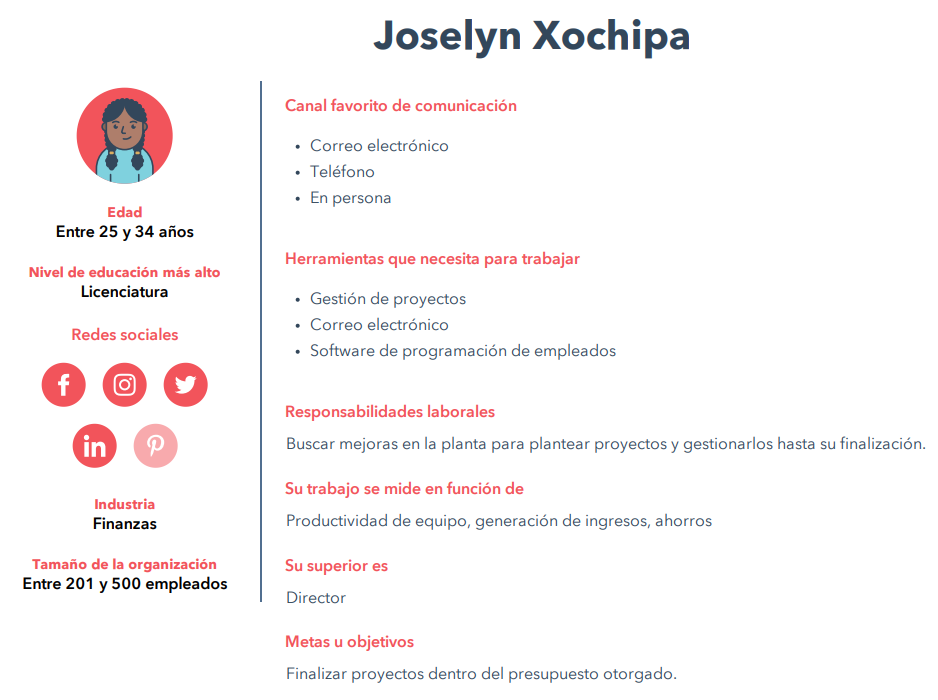 Joselyn Xochipa
Edad
Entre 25 y 34 años
Nivel de educación más alto
Licenciatura
Redes sociales
Industria
Finanzas
Tamaño de la organización
Entre 201 y 500 empleados
Canal favorito de comunicación
• Correo electrónico
• Teléfono
• En persona
Herramientas que necesita para trabajar
• Gestión de proyectos
• Correo electrónico
• Software de programación de empleados
Responsabilidades laborales
Buscar mejoras en la planta para plantear proyectos y gestionarlos hasta su finalización.
Su trabajo se mide en función de
Productividad de equipo, generación de ingresos, ahorros
Su superior es
Director
Metas u objetivos
Finalizar proyectos dentro del presupuesto otorgado.